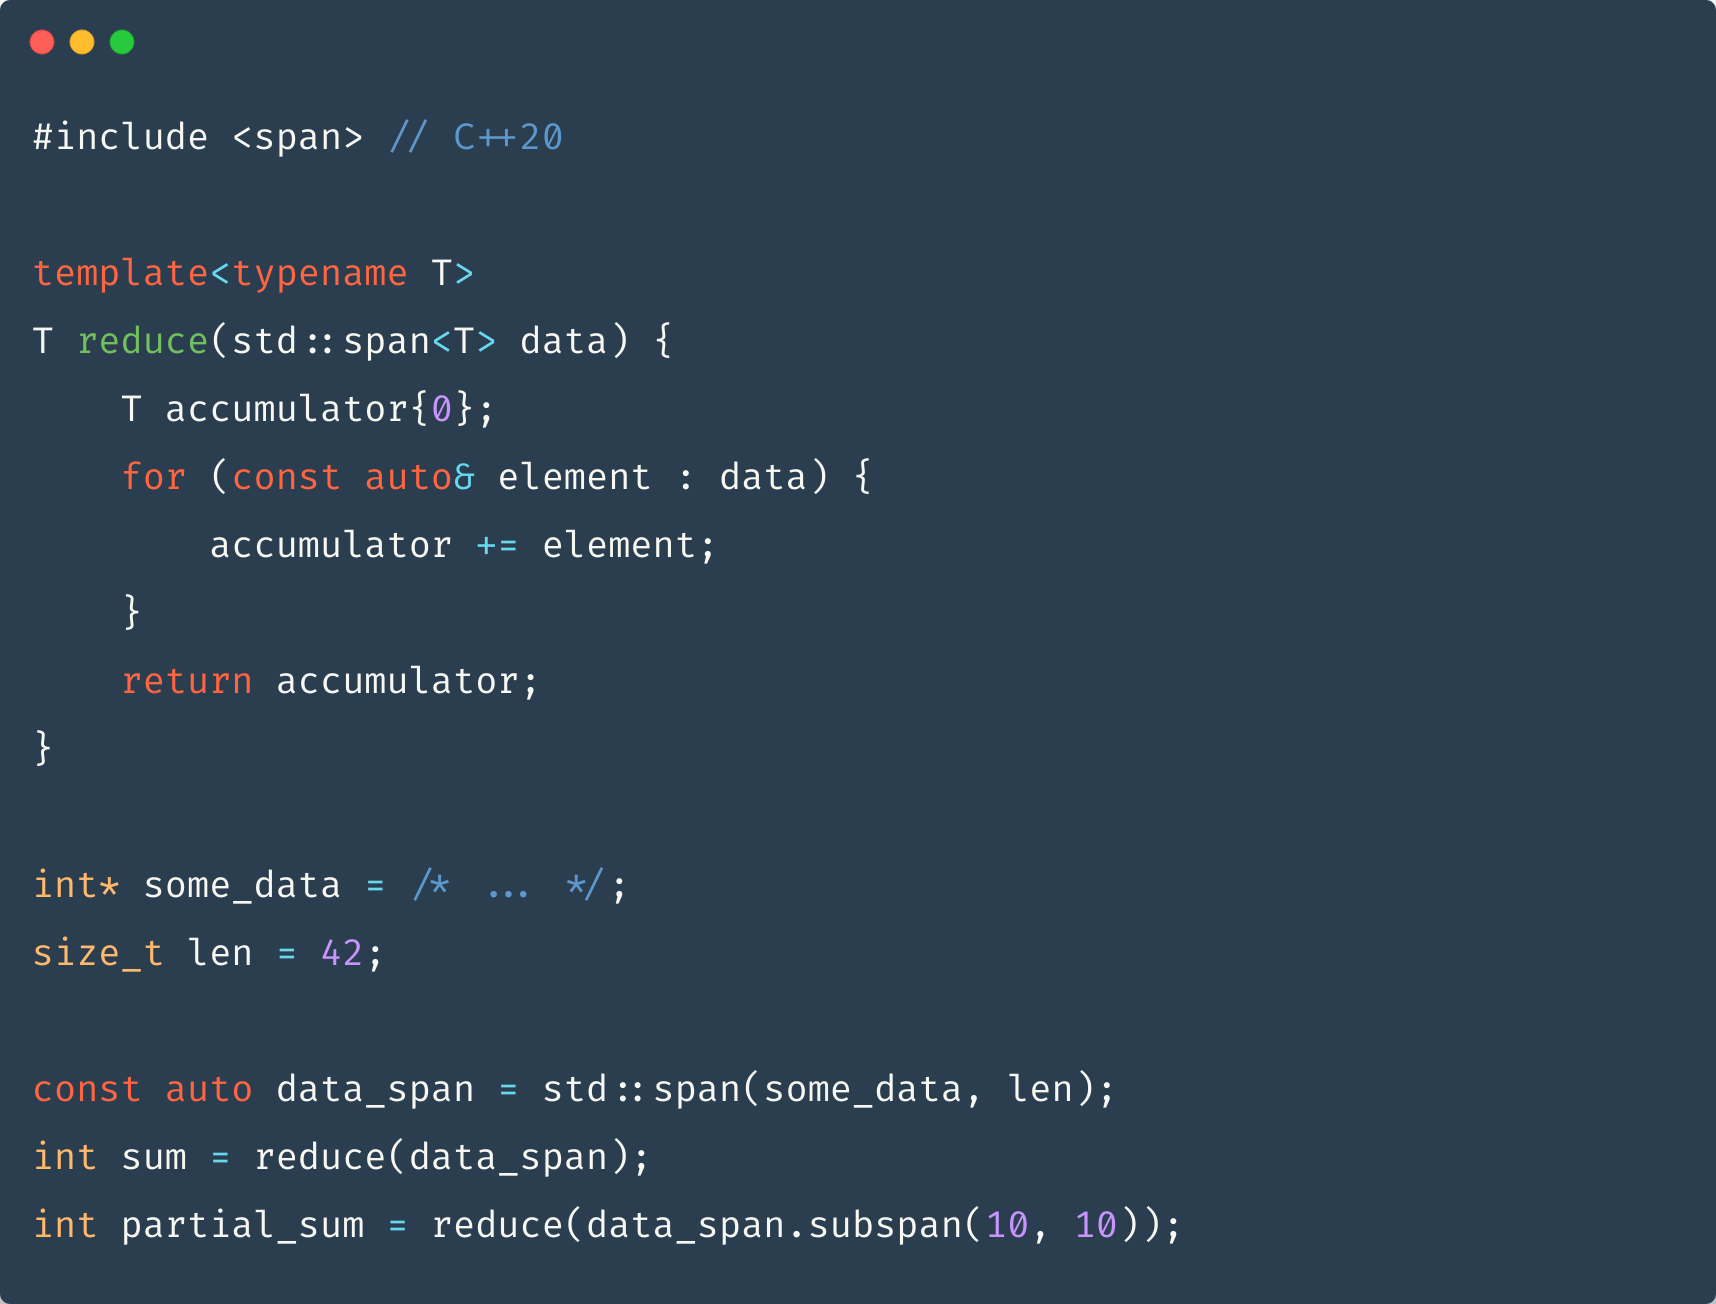 #include <span> // C++20
template<typename T>
T reduce(std::span<T> data) {
    T accumulator{0};
    for (const auto& element : data) {
        accumulator += element;
    }
    return accumulator;
}
int* some_data = /* ... */;
size_t len = 42;
const auto data_span = std::span(some_data, len);
int sum = reduce(data_span);
int partial_sum = reduce(data_span.subspan(10, 10));